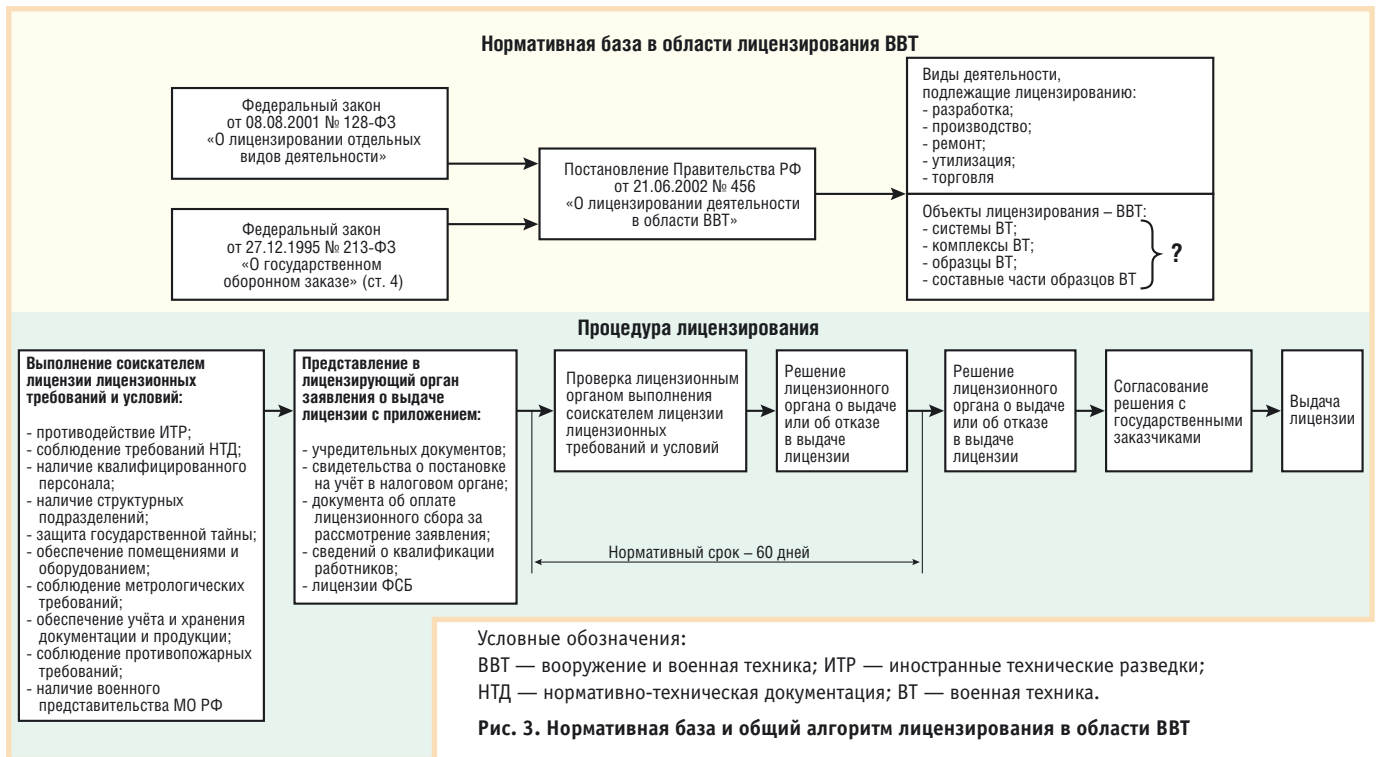 Нормативная база в области лицензирования ВВТ
Федеральный закон
от 08.08.2001 № 128-ФЗ
«О лицензировании отдельных
видов деятельности»
Федеральный закон
от 27.12.1995 № 213-ФЗ
«О государственном
оборонном заказе» (ст. 4)
Постановление Правительства РФ
от 21.06.2002 № 456
«О лицензировании деятельности
в области ВВТ»
Виды деятельности,
подлежащие лицензированию:
- разработка;
- производство;
- ремонт;
- утилизация;
- торговля
Объекты лицензирования – ВВТ:
- системы ВТ;
- комплексы ВТ;
- образцы ВТ;
- составные части образцов ВТ
?
Процедура лицензирования
Выполнение соискателем
лицензии лицензионных
требований и условий:
- противодействие ИТР;
- соблюдение требований НТД;
- наличие квалифицированного
персонала;
- наличие структурных
подразделений;
- защита государственной тайны;
- обеспечение помещениями и
оборудованием;
- соблюдение метрологических
требований;
- обеспечение учёта и хранения
документации и продукции;
- соблюдение противопожарных
требований;
- наличие военного
представительства МО РФ
Представление в
лицензирующий орган
заявления о выдаче
лицензии с приложением:
- учредительных документов;
- свидетельства о постановке
на учёт в налоговом органе;
- документа об оплате
лицензионного сбора за
рассмотрение заявления;
- сведений о квалификации
работников;
- лицензии ФСБ
Проверка лицензионным
органом выполнения
соискателем лицензии
лицензионных
требований и условий
Решение
лицензионного
органа о выдаче
или об отказе
в выдаче
лицензии
Решение
лицензионного
органа о выдаче
или об отказе
в выдаче
лицензии
Согласование
решения с
государственными
заказчиками
Выдача
лицензии
Нормативный срок – 60 дней
Условные обозначения:
ВВТ — вооружение и военная техника; ИТР — иностранные технические разведки;
НТД — нормативно-техническая документация; ВТ — военная техника.
Рис. 3. Нормативная база и общий алгоритм лицензирования в области ВВТ